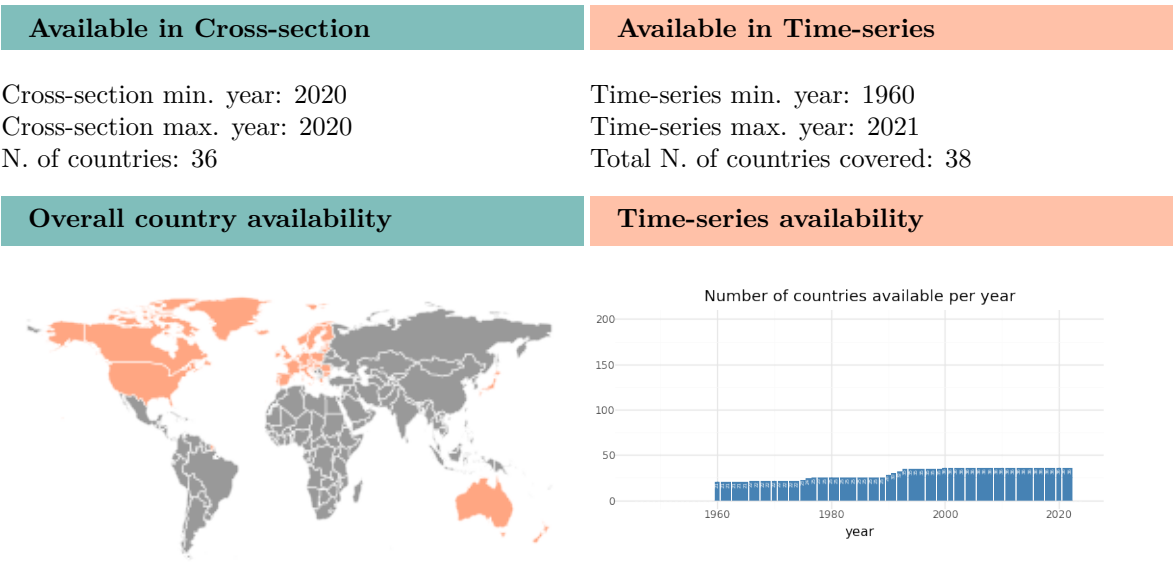 Available in Cross-section
Available in Time-series
Cross-section min. year: 2020
Cross-section max. year: 2020
N. of countries: 36
Time-series min. year: 1960
Time-series max. year: 2021
Total N. of countries covered: 38
Overall country availability
Time-series availability
Number of countries available per year
200
150
100
50
0
1960
1980
2000
2020
year